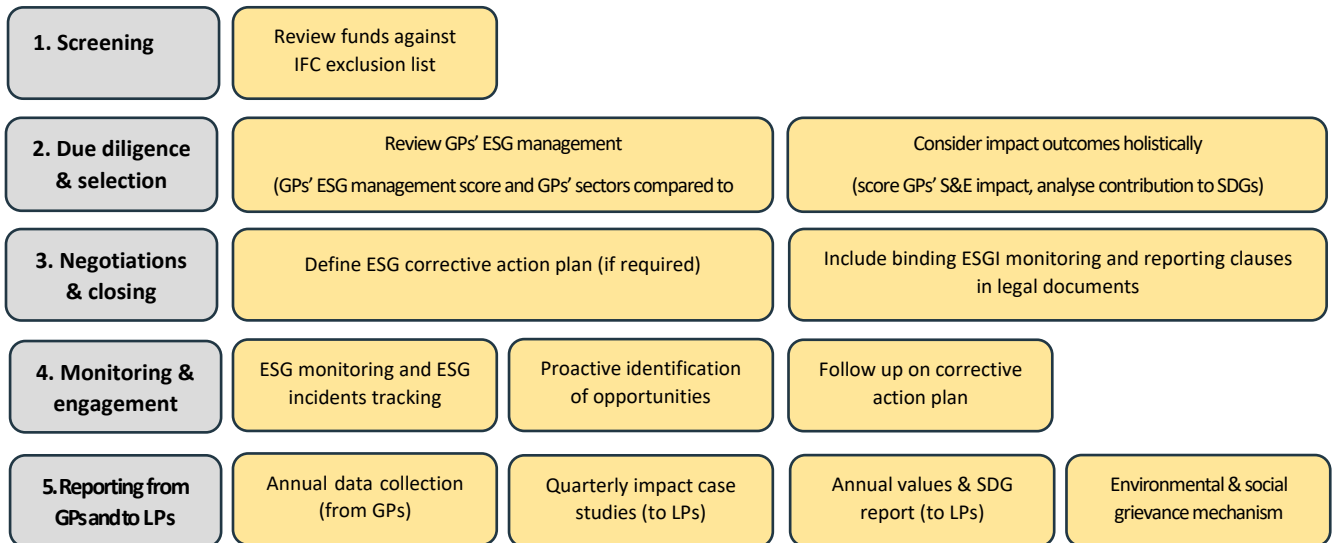 1. Screening
Review funds against
IFC exclusion list
2. Due diligence
& selection
Review GPs' ESG management
(GPs' ESG management score and GPs' sectors compared to
Consider impact outcomes holistically
(score GPs' S&E impact, analyse contribution to SDGs)
3. Negotiations
& closing
Define ESG corrective action plan (if required)
Include binding ESGI monitoring and reporting clauses
in legal documents
4. Monitoring &
engagement
ESG monitoring and ESG
incidents tracking
Proactive identification
of opportunities
Follow up on corrective
action plan
5. Reporting from
GPs and to LPs
Annual data collection
(from GPs)
Quarterly impact case
studies (to LPs)
Annual values & SDG
report (to LPs)
Environmental & social
grievance mechanism